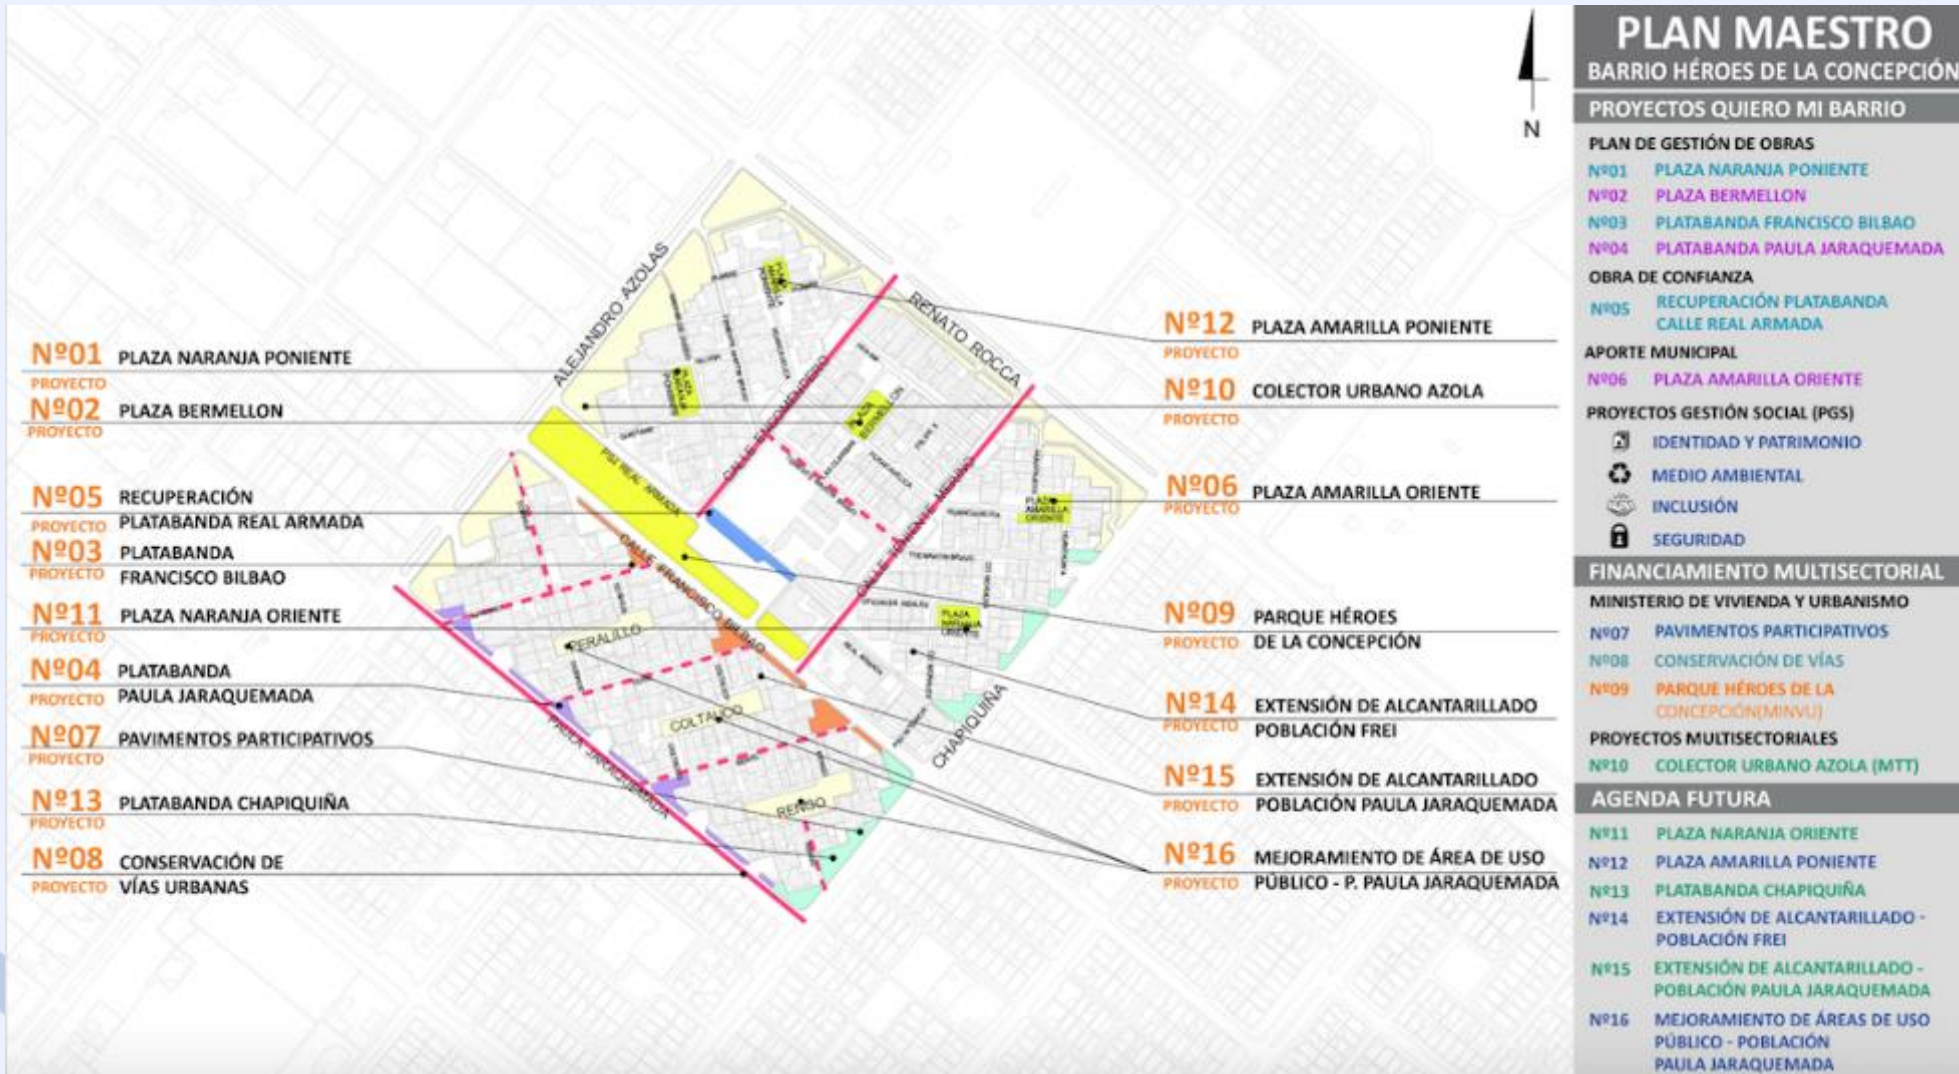 PLAN MAESTRO
BARRIO HÉROES DE LA CONCEPCIÓN
PROYECTOS QUIERO MI BARRIO
PLAN DE GESTIÓN DE OBRAS
Nº01 PLAZA NARANJA PONIENTE
Nº02 PLAZA BERMELLON
Nº03 PLATABANDA FRANCISCO BILBAO
Nº04 PLATABANDA PAULA JARAQUEMADA
OBRA DE CONFIANZA
Nº05 RECUPERACIÓN PLATABANDA
CALLE REAL ARMADA
APORTE MUNICIPAL
Nº06 PLAZA AMARILLA ORIENTE
PROYECTOS GESTIÓN SOCIAL (PGS)
IDENTIDAD Y PATRIMONIO
MEDIO AMBIENTAL
INCLUSIÓN
SEGURIDAD
FINANCIAMIENTO MULTISECTORIAL
MINISTERIO DE VIVIENDA Y URBANISMO
Nº07 PAVIMENTOS PARTICIPATIVOS
Nº08 CONSERVACIÓN DE VÍAS
Nº09 PARQUE HÉROES DE LA
CONCEPCIÓN(MINVU)
PROYECTOS MULTISECTORIALES
Nº10 COLECTOR URBANO AZOLA (MTT)
AGENDA FUTURA
Nº11 PLAZA NARANJA ORIENTE
Nº12 PLAZA AMARILLA PONIENTE
Nº13 PLATABANDA CHAPIQUIÑA
Nº14 EXTENSIÓN DE ALCANTARILLADO -
POBLACIÓN FREI
Nº15 EXTENSIÓN DE ALCANTARILLADO -
POBLACIÓN PAULA JARAQUEMADA
Nº16 MEJORAMIENTO DE ÁREAS DE USO
PÚBLICO - POBLACIÓN
PAULA JARAQUEMADA
N
Nº01 PLAZA NARANJA PONIENTE
PROYECTO
Nº02 PLAZA BERMELLON
PROYECTO
Nº05 RECUPERACIÓN
PROYECTO PLATABANDA REAL ARMADA
Nº03 PLATABANDA
PROYECTO FRANCISCO BILBAO
Nº11 PLAZA NARANJA ORIENTE
PROYECTO
Nº04 PLATABANDA
PROYECTO PAULA JARAQUEMADA
Nº07 PAVIMENTOS PARTICIPATIVOS
PROYECTO
Nº13 PLATABANDA CHAPIQUIÑA
PROYECTO
Nº08 CONSERVACIÓN DE
PROYECTO VÍAS URBANAS
Nº12 PLAZA AMARILLA PONIENTE
PROYECTO
Nº10 COLECTOR URBANO AZOLA
PROYECTO
Nº06 PLAZA AMARILLA ORIENTE
PROYECTO
Nº09 PARQUE HÉROES
PROYECTO DE LA CONCEPCIÓN
Nº14 EXTENSIÓN DE ALCANTARILLADO
PROYECTO POBLACIÓN FREI
Nº15 EXTENSIÓN DE ALCANTARILLADO
PROYECTO POBLACIÓN PAULA JARAQUEMADA
Nº16 MEJORAMIENTO DE ÁREA DE USO
PROYECTO PÚBLICO - P. PAULA JARAQUEMADA
ALEJANDRO AZOLAS
RENATO ROCCA
CALLE FRANCISCO BILBAO
PAULA JARAQUEMADA
CHAPIQUIÑA
REAL ARMADA
PLAZA
BERMELLON
PLAZA
AMARILLA
ORIENTE
PLAZA
NARANJA
ORIENTE
PERALILLO
COLTAUCO
RENGO